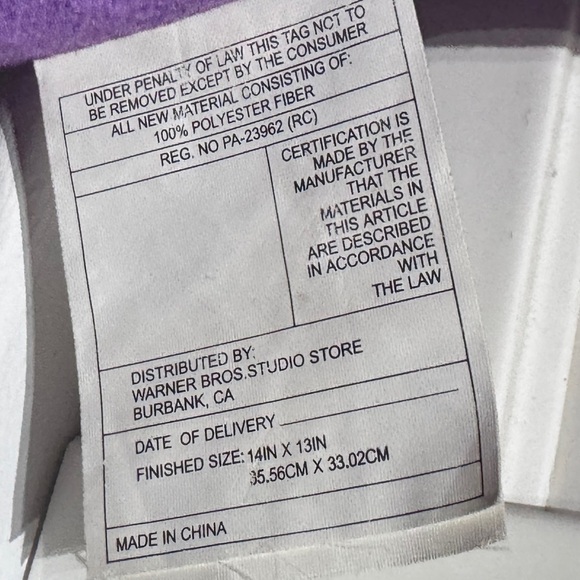 UNDER PENALTY OF LAW THIS TAG NOT TO
BE REMOVED EXCEPT BY THE CONSUMER
ALL NEW MATERIAL CONSISTING OF:
100% POLYESTER FIBER
REG. NO PA-23962 (RC)
CERTIFICATION IS
MADE BY THE
MANUFACTURER
THAT THE
MATERIALS IN
THIS ARTICLE
ARE DESCRIBED
IN ACCORDANCE
WITH
THE LAW
DISTRIBUTED BY:
WARNER BROS.STUDIO STORE
BURBANK, CA
DATE OF DELIVERY
FINISHED SIZE: 14IN X 13IN
35.56CM X 33.02CM
MADE IN CHINA